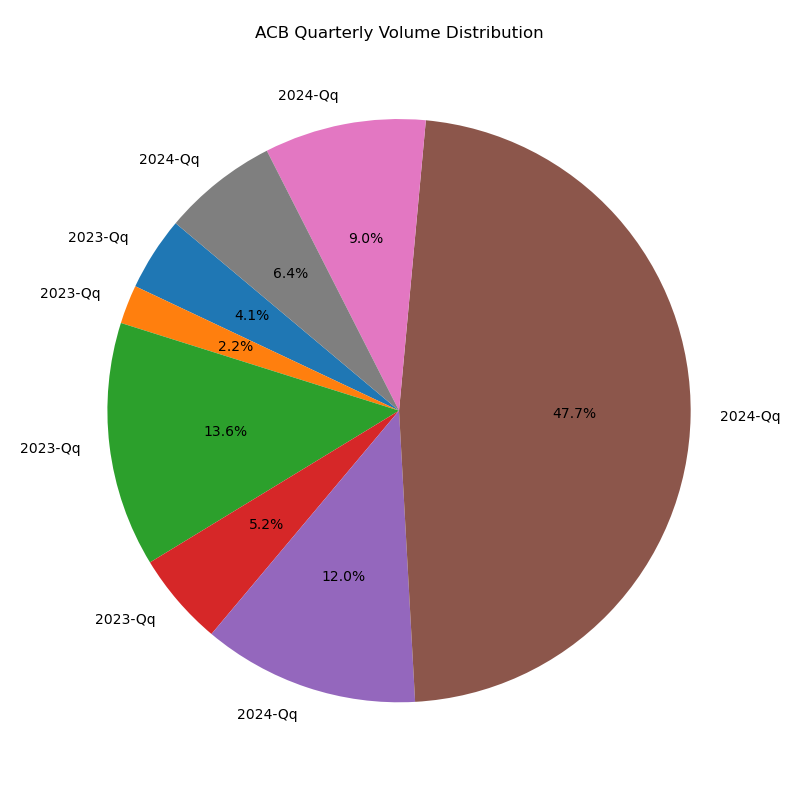 ACB Quarterly Volume Distribution
2024-Qq
2024-Qq
9.0%
2023-Qq
6.4%
2023-Qq
4.1%
2.2%
47.7%
2024-Qq
13.6%
2023-Qq
5.2%
12.0%
2023-Qq
2024-Qq